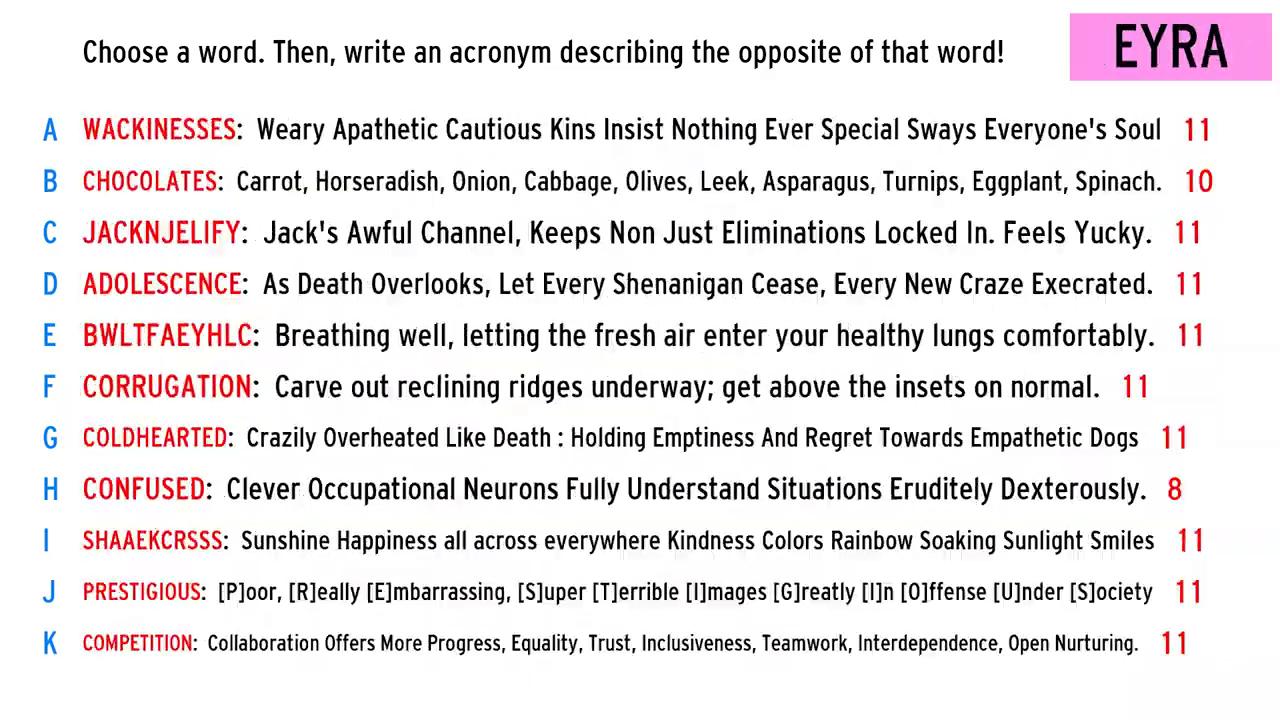 Choose a word. Then, write an acronym describing the opposite of that word!
EYRA
A WACKINESSES: Weary Apathetic Cautious Kins Insist Nothing Ever Special Sways Everyone's Soul 11
B CHOCOLATES: Carrot, Horseradish, Onion, Cabbage, Olives, Leek, Asparagus, Turnips, Eggplant, Spinach. 10
C JACKNJELIFY: Jack's Awful Channel, Keeps Non Just Eliminations Locked In. Feels Yucky. 11
D ADOLESCENCE: As Death Overlooks, Let Every Shenanigan Cease, Every New Craze Execrated. 11
E BWLTFAEYHLC: Breathing well, letting the fresh air enter your healthy lungs comfortably. 11
F CORRUGATION: Carve out reclining ridges underway; get above the insets on normal. 11
G COLDHEARTED: Crazily Overheated Like Death : Holding Emptiness And Regret Towards Empathetic Dogs 11
H CONFUSED: Clever Occupational Neurons Fully Understand Situations Eruditely Dexterously. 8
I SHAAEKCRSSS: Sunshine Happiness all across everywhere Kindness Colors Rainbow Soaking Sunlight Smiles 11
J PRESTIGIOUS: [P]oor, [R]eally [E]mbarrassing, [S]uper [T]errible [I]mages [G]reatly [I]n [O]ffense [U]nder [S]ociety 11
K COMPETITION: Collaboration Offers More Progress, Equality, Trust, Inclusiveness, Teamwork, Interdependence, Open Nurturing. 11